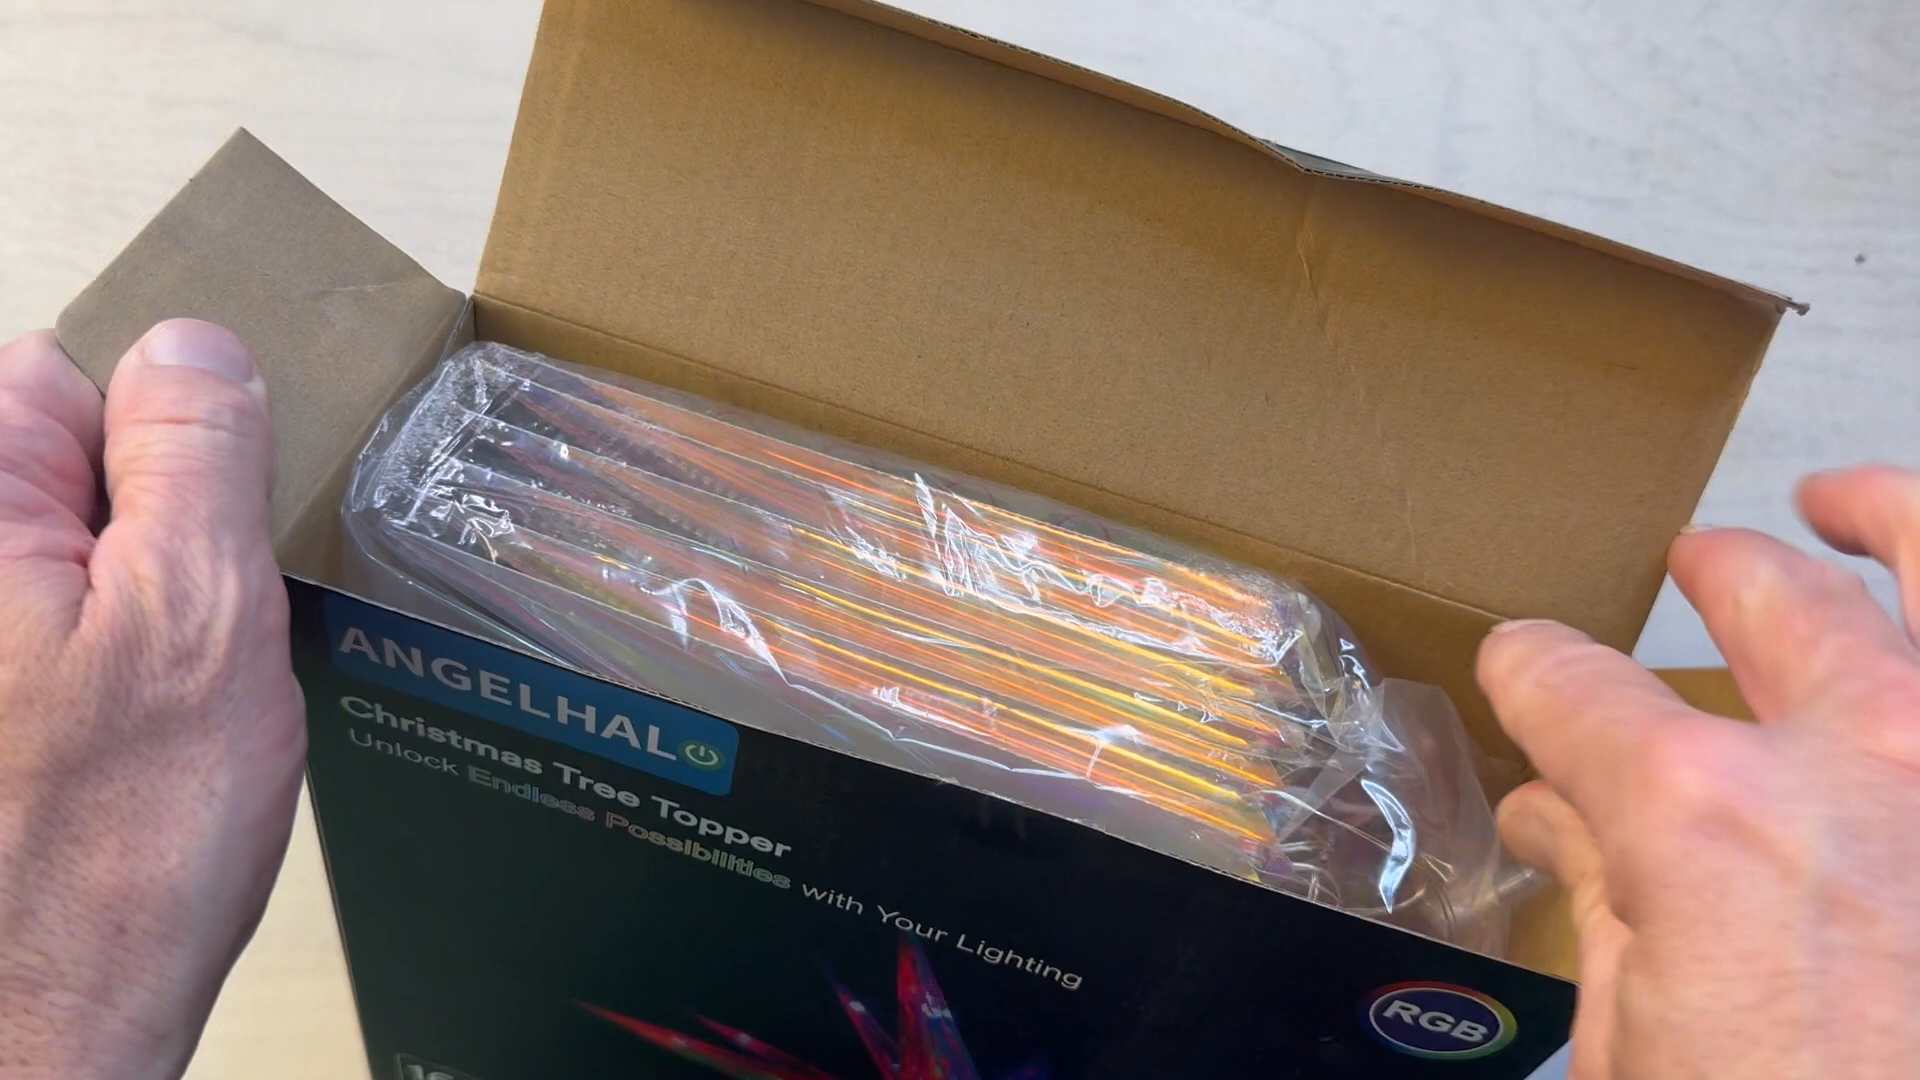 ANGELHAL
Christmas Tree Topper
Unlock Endless Possibilities with Your Lighting
RGB